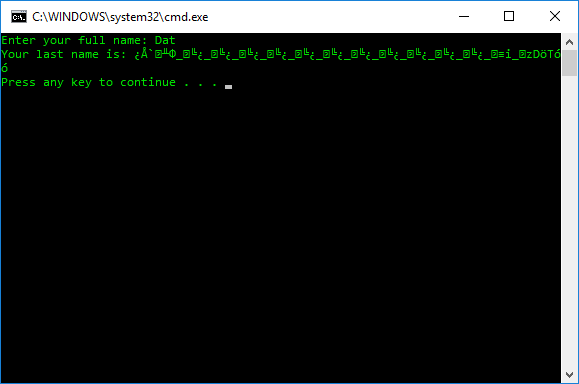 C:\WINDOWS\system32\cmd.exe
Enter your full name: Dat
Your last name is:
Press any key to continue . . .